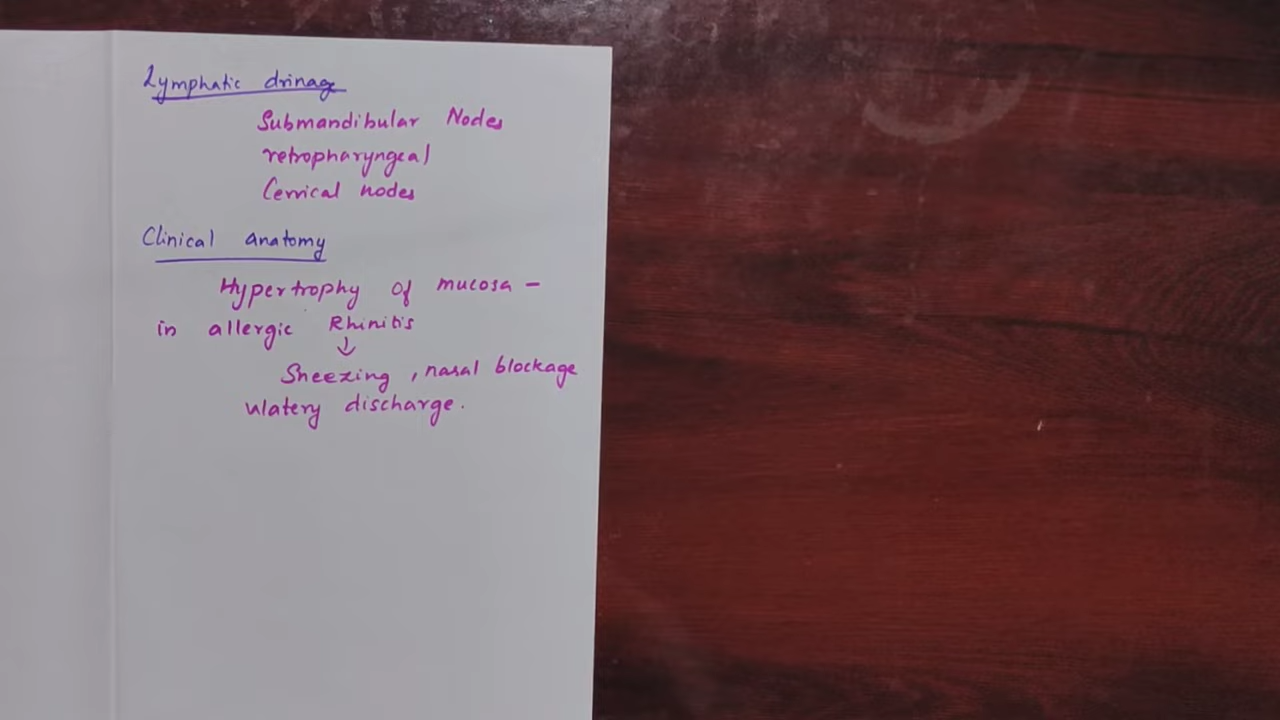 Lymphatic drinage
Submandibular Nodes
retropharyngeal
Cervical nodes
Clinical anatomy
Hypertrophy of mucosa -
in allergic Rhinitis
↓
Sneezing, nasal blockage
watery discharge.